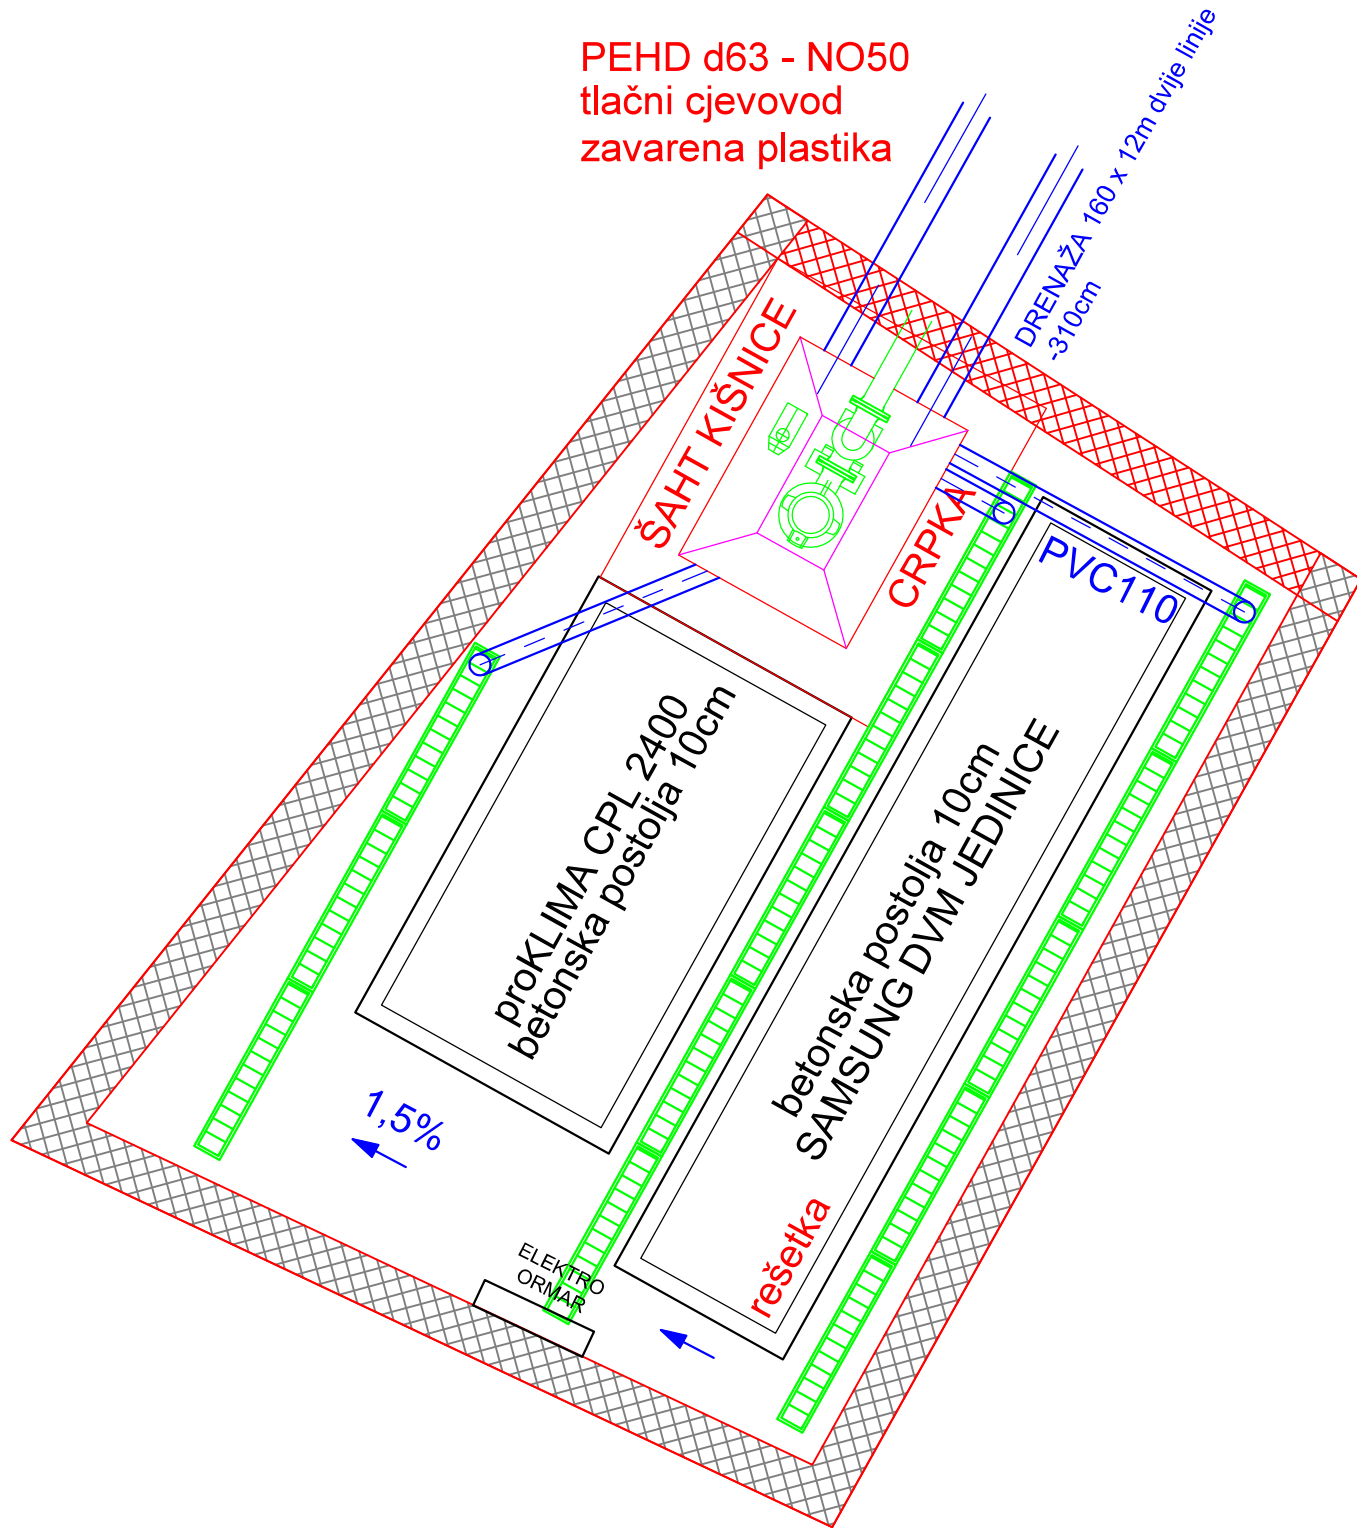 PEHD d63 - NO50
tlačni cjevovod
zavarena plastika
DRENAŽA 160 x 12m dvije linije
-310cm
ŠAHT KIŠNICE
CRPKA
PVC110
proKLIMA CPL 2400
betonska postolja 10cm
betonska postolja 10cm
SAMSUNG DVM JEDINICE
1,5%
rešetka
ELEKTRO
ORMAR